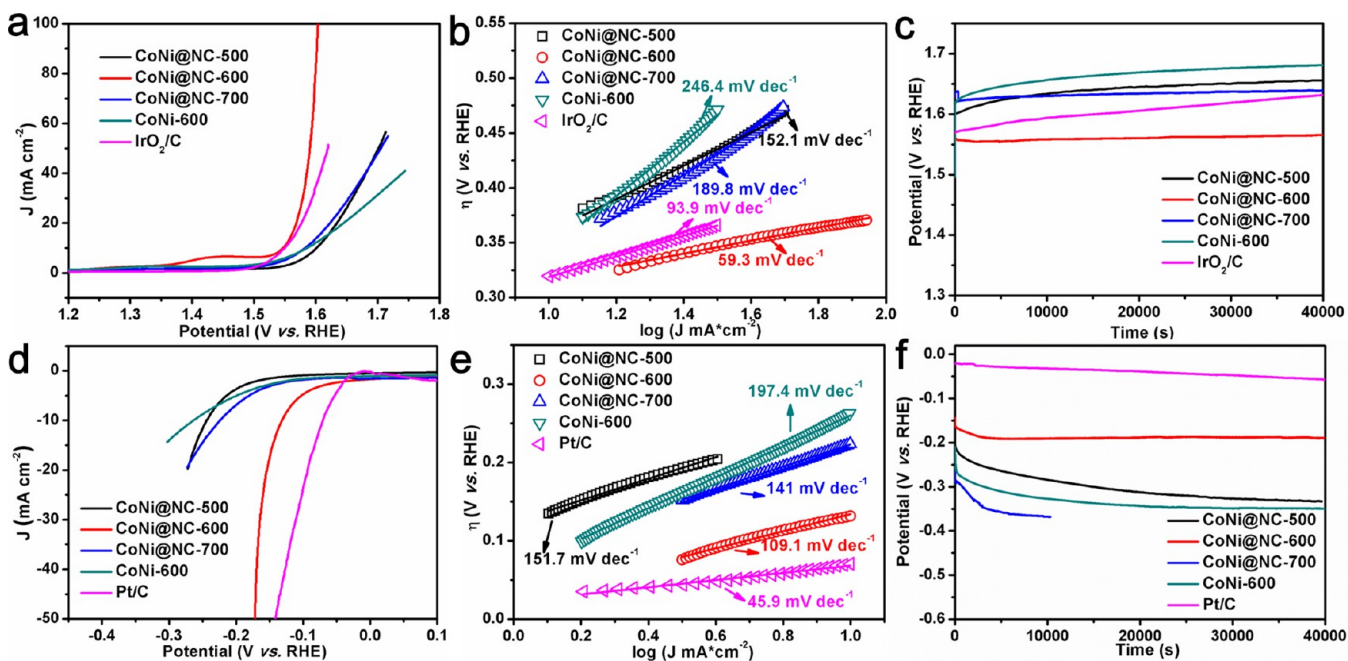 a
100
80
60
40
20
0
J (mA cm⁻²)
CoNi@NC-500
CoNi@NC-600
CoNi@NC-700
CoNi-600
IrO₂/C
1.2 1.3 1.4 1.5 1.6 1.7 1.8
Potential (V vs. RHE)
b
0.55
0.50
0.45
0.40
0.35
0.30
η (V vs. RHE)
CoNi@NC-500
CoNi@NC-600
CoNi@NC-700
CoNi-600
IrO₂/C
246.4 mV dec⁻¹
152.1 mV dec⁻¹
189.8 mV dec⁻¹
93.9 mV dec⁻¹
59.3 mV dec⁻¹
1.0 1.2 1.4 1.6 1.8 2.0
log (J mA*cm⁻²)
c
1.7
1.6
1.5
1.4
1.3
Potential (V vs. RHE)
CoNi@NC-500
CoNi@NC-600
CoNi@NC-700
CoNi-600
IrO₂/C
0 10000 20000 30000 40000
Time (s)
d
0
-10
-20
-30
-40
-50
J (mA cm⁻²)
CoNi@NC-500
CoNi@NC-600
CoNi@NC-700
CoNi-600
Pt/C
-0.4 -0.3 -0.2 -0.1 0.0 0.1
Potential (V vs. RHE)
e
0.3
0.2
0.1
0.0
η (V vs. RHE)
CoNi@NC-500
CoNi@NC-600
CoNi@NC-700
CoNi-600
Pt/C
197.4 mV dec⁻¹
141 mV dec⁻¹
151.7 mV dec⁻¹
109.1 mV dec⁻¹
45.9 mV dec⁻¹
0.0 0.2 0.4 0.6 0.8 1.0
log (J mA*cm⁻²)
f
0.0
-0.1
-0.2
-0.3
-0.4
-0.5
-0.6
Potential (V vs. RHE)
CoNi@NC-500
CoNi@NC-600
CoNi@NC-700
CoNi-600
Pt/C
0 10000 20000 30000 40000
Time (s)